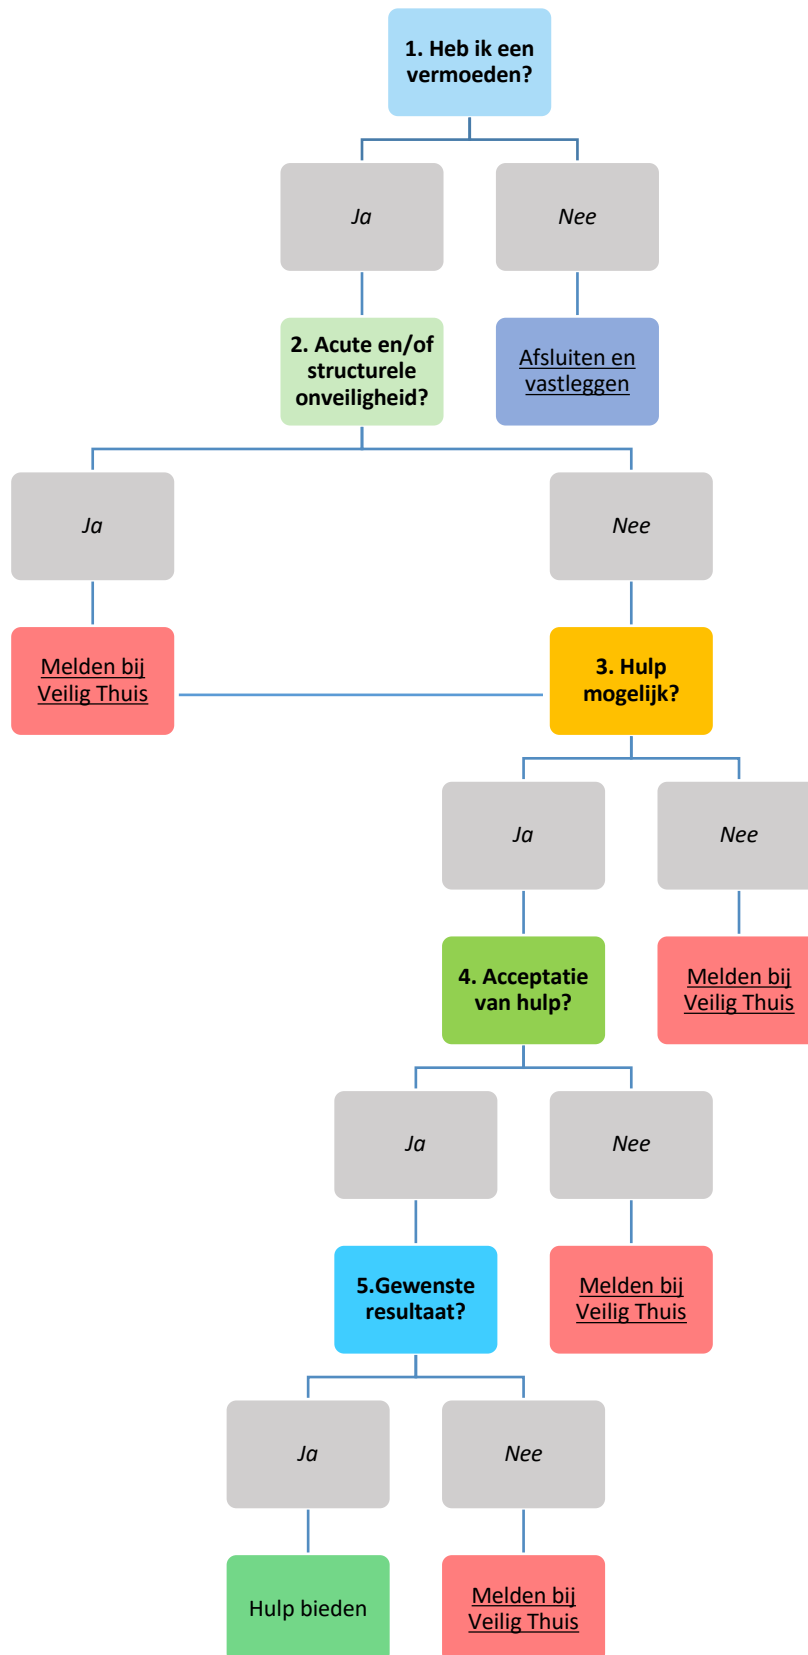 1. Heb ik een
vermoeden?
Ja
Nee
2. Acute en/of
structurele
onveiligheid?
Afsluiten en
vastleggen
Ja
Nee
Melden bij
Veilig Thuis
3. Hulp
mogelijk?
Ja
Nee
4. Acceptatie
van hulp?
Melden bij
Veilig Thuis
Ja
Nee
5.Gewenste
resultaat?
Melden bij
Veilig Thuis
Ja
Nee
Hulp bieden
Melden bij
Veilig Thuis